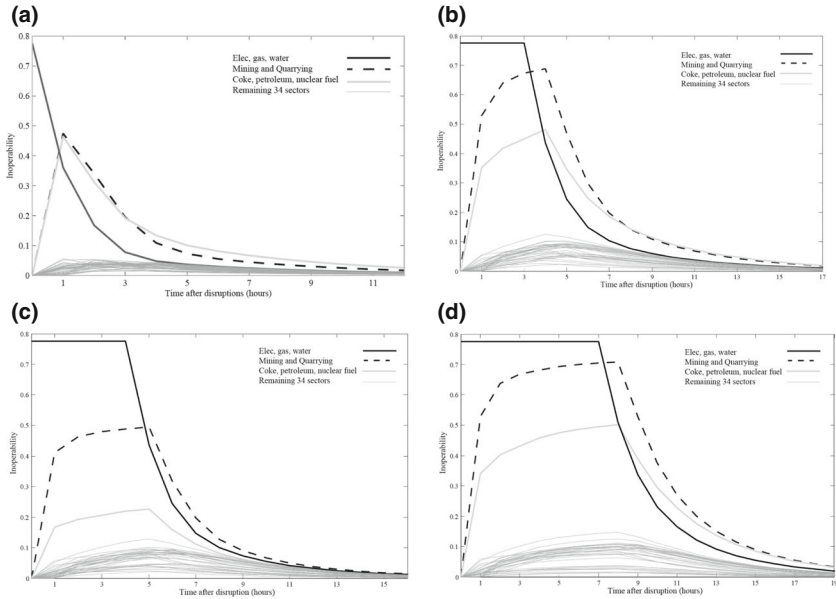 (a)
0.8
0.7
0.6
0.5
0.4
0.3
0.2
0.1
0
Inoperability
Elec, gas, water
Mining and Quarrying
Coke, petroleum, nuclear fuel
Remaining 34 sectors
1 3 5 7 9 11
Time after disruptions (hours)
(b)
0.8
0.7
0.6
0.5
0.4
0.3
0.2
0.1
0
Inoperability
Elec, gas, water
Mining and Quarrying
Coke, petroleum, nuclear fuel
Remaining 34 sectors
1 3 5 7 9 11 13 15 17
Time after disruption (hours)
(c)
0.8
0.7
0.6
0.5
0.4
0.3
0.2
0.1
0
Inoperability
Elec, gas, water
Mining and Quarrying
Coke, petroleum, nuclear fuel
Remaining 34 sectors
1 3 5 7 9 11 13 15
Time after disruption (hours)
(d)
0.8
0.7
0.6
0.5
0.4
0.3
0.2
0.1
0
Inoperability
Elec, gas, water
Mining and Quarrying
Coke, petroleum, nuclear fuel
Remaining 34 sectors
1 3 5 7 9 11 13 15 17 19
Time after disruption (hours)